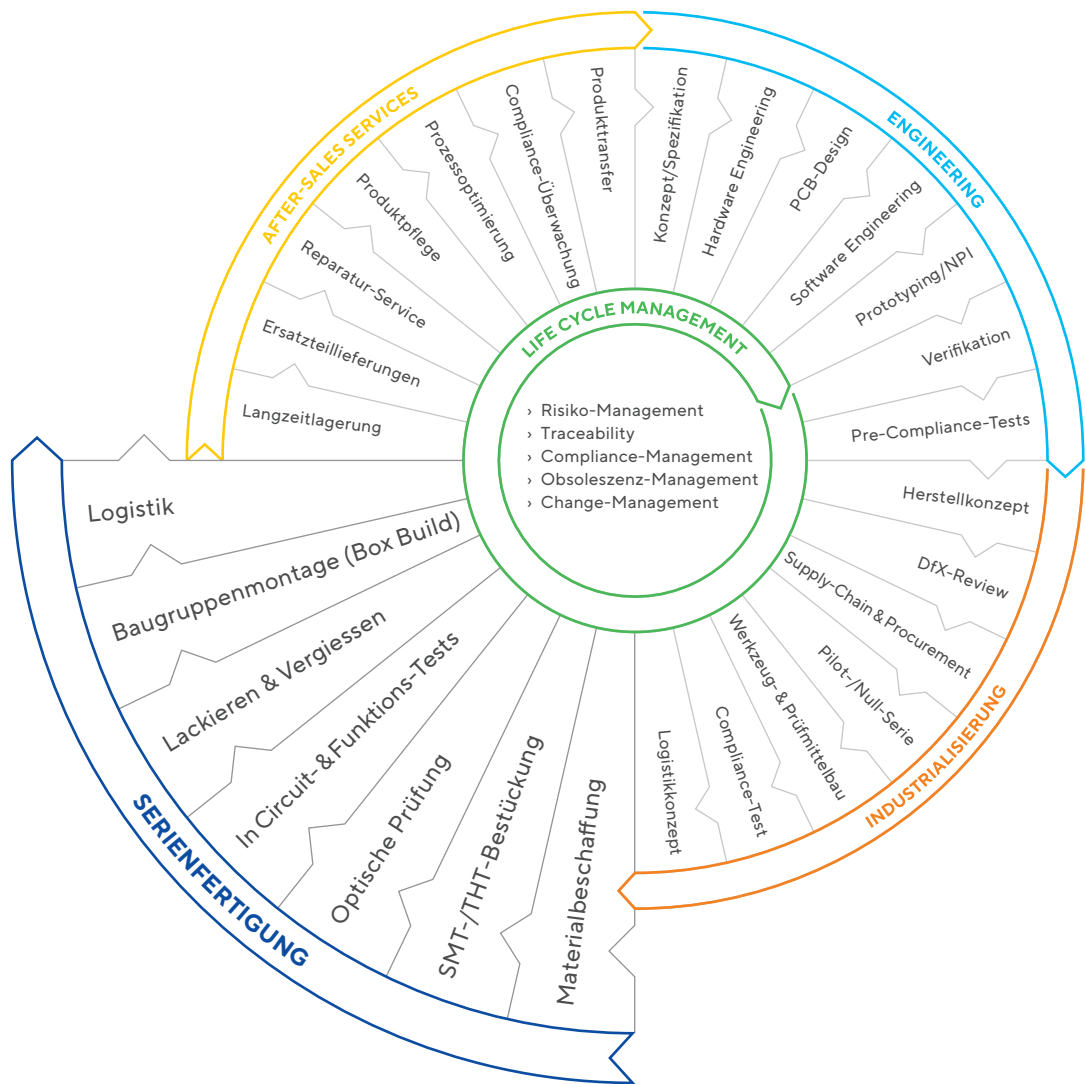 ENGINEERING
Konzept/Spezifikation
Hardware Engineering
PCB-Design
Software Engineering
Prototyping/NPI
Verifikation
Pre-Compliance-Tests
INDUSTRIALISIERUNG
Herstellkonzept
DfX-Review
Supply-Chain & Procurement
Pilot-/Null-Serie
Werkzeug- & Prüfmittelbau
Compliance-Test
Logistikkonzept
SERIENFERTIGUNG
Materialbeschaffung
SMT-/THT-Bestückung
Optische Prüfung
In Circuit- & Funktions-Tests
Lackieren & Vergiessen
Baugruppenmontage (Box Build)
Logistik
AFTER-SALES SERVICES
Langzeitlagerung
Ersatzteillieferungen
Reparatur-Service
Produktpflege
Prozessoptimierung
Compliance-Überwachung
Produkttransfer
LIFE CYCLE MANAGEMENT
› Risiko-Management
› Traceability
› Compliance-Management
› Obsoleszenz-Management
› Change-Management